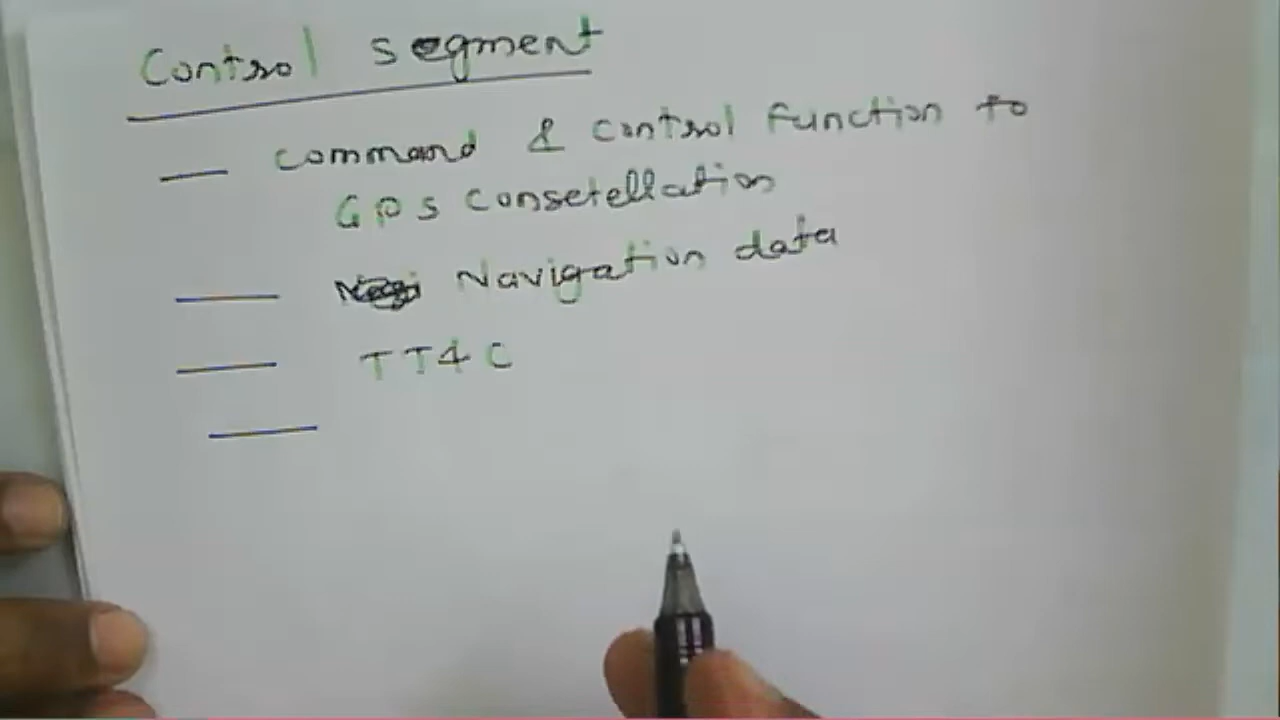 Control segment
— Command & Control Function to
GPS Consetellation
— Navigation data
— TT&C
—